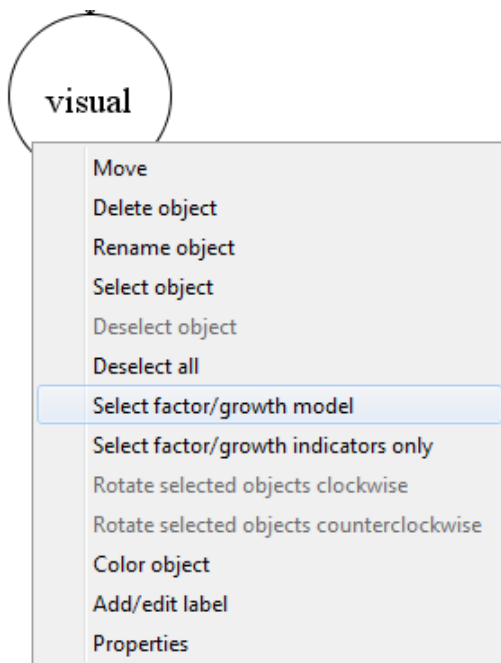 visual
Move
Delete object
Rename object
Select object
Deselect object
Deselect all
Select factor/growth model
Select factor/growth indicators only
Rotate selected objects clockwise
Rotate selected objects counterclockwise
Color object
Add/edit label
Properties